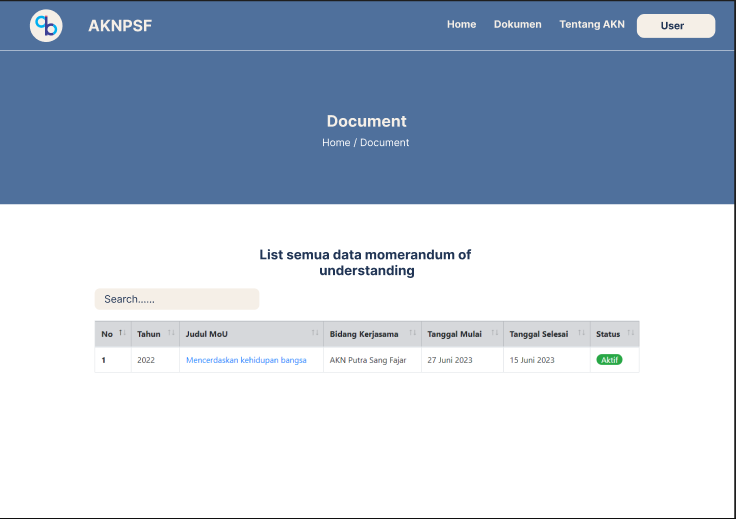 AKNPSF Home Dokumen Tentang AKN User
Document
Home / Document
List semua data momerandum of
understanding
Search......
No Tahun Judul MoU Bidang Kerjasama Tanggal Mulai Tanggal Selesai Status
1 2022 Mencerdaskan kehidupan bangsa AKN Putra Sang Fajar 27 Juni 2023 15 Juni 2023 Aktif